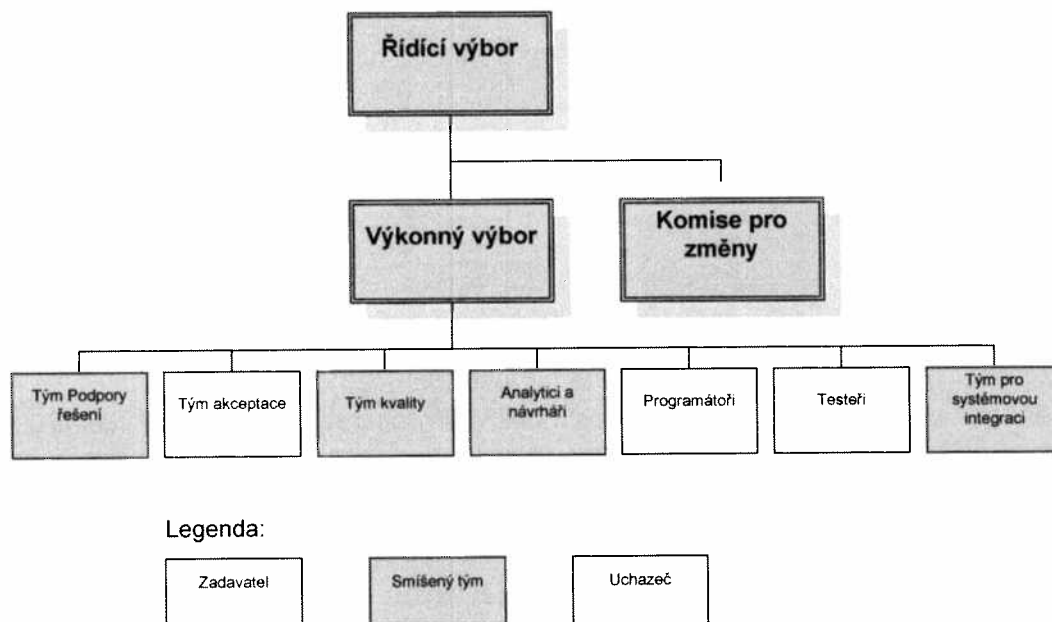 Řídící výbor
Výkonný výbor
Komise pro
změny
Tým Podpory
řešení
Tým akceptace
Tým kvality
Analytici a
návrháři
Programátoři
Testeři
Tým pro
systémovou
integraci
Legenda:
Zadavatel
Smíšený tým
Uchazeč